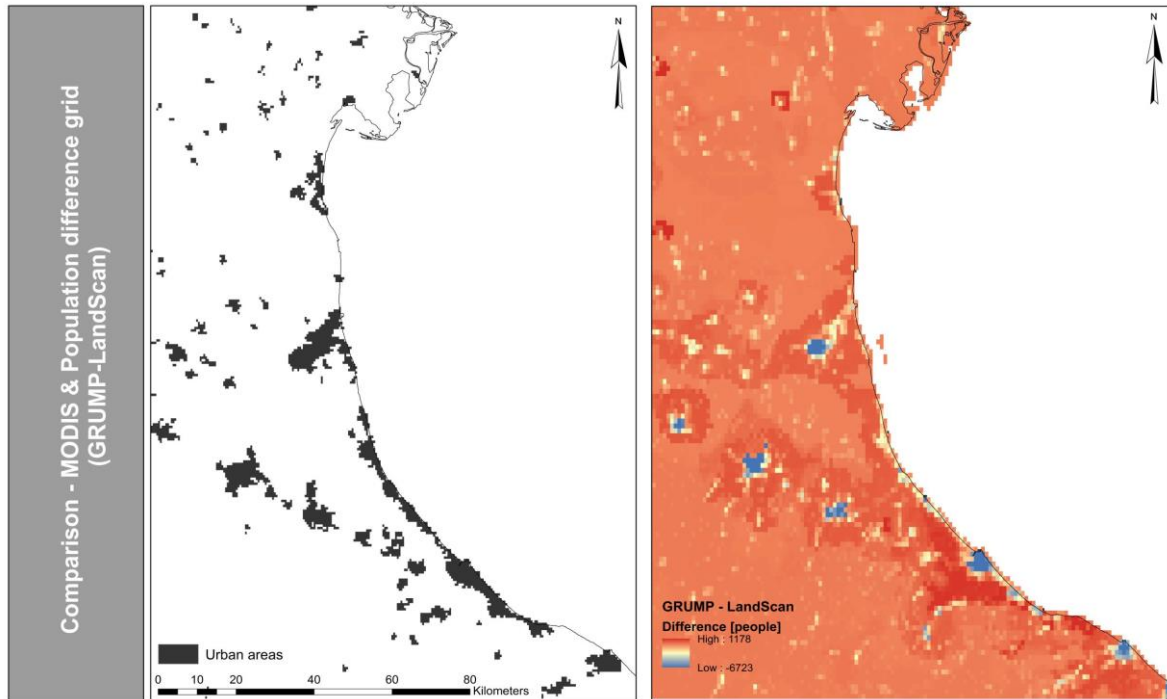 Comparison - MODIS & Population difference grid
(GRUMP-LandScan)
N
Urban areas
0 5 10 20 40 60 80
Kilometers
N
GRUMP - LandScan
Difference [people]
High : 1178
Low : -6723